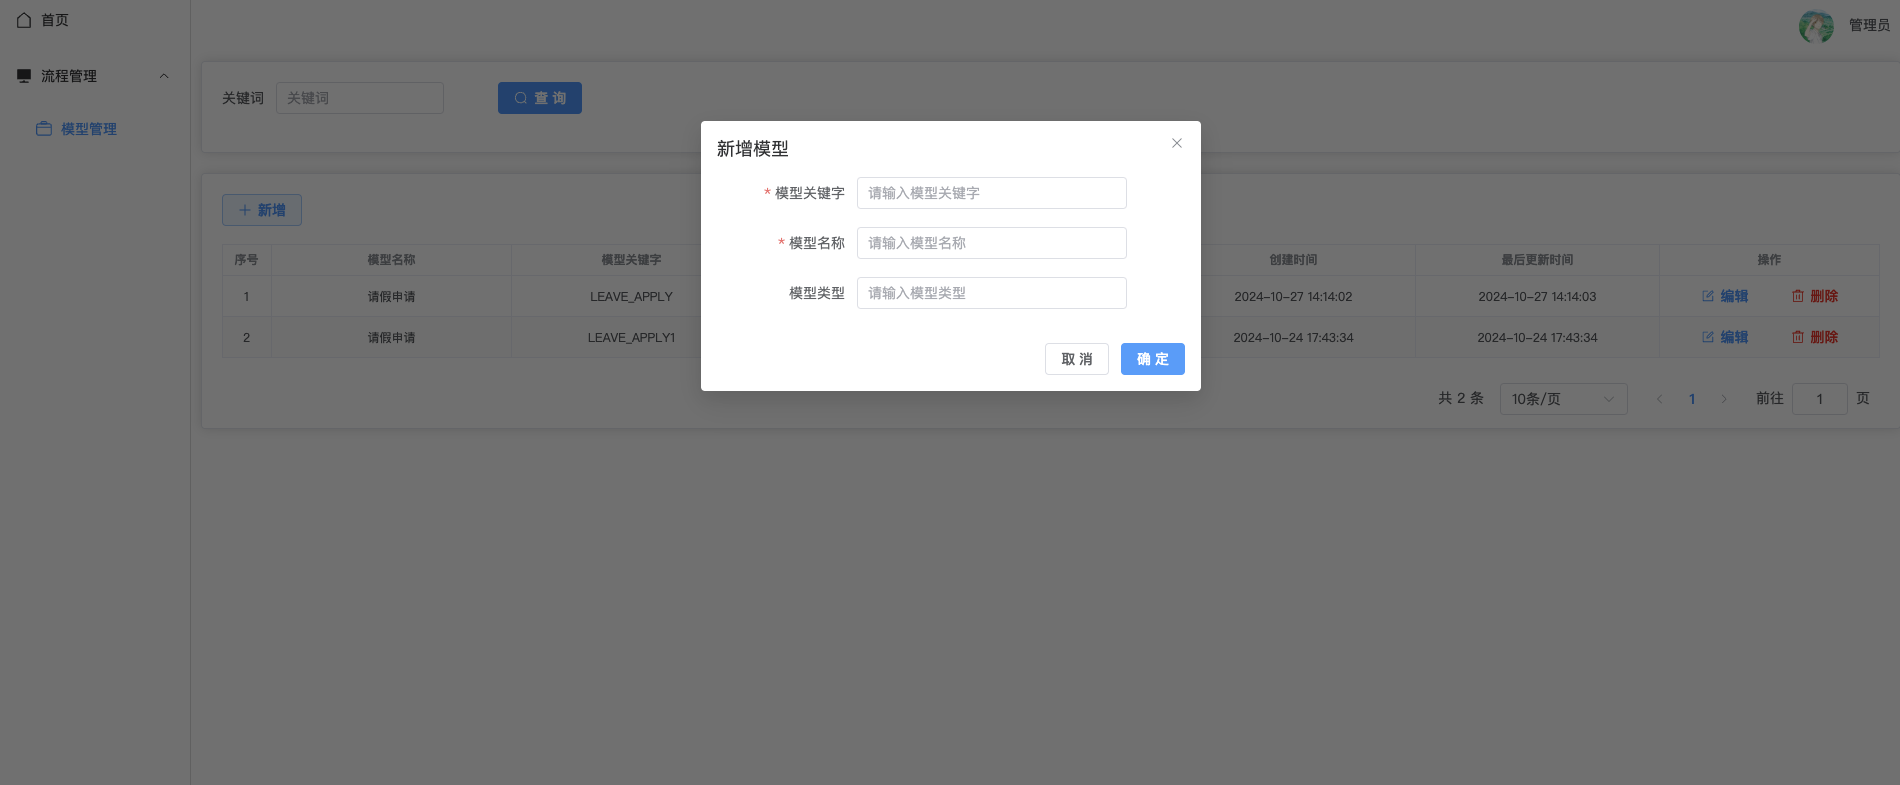 首页
管理员
流程管理
模型管理
关键词 关键词 查 询
新增模型
* 模型关键字 请输入模型关键字
* 模型名称 请输入模型名称
模型类型 请输入模型类型
取 消 确 定
新增
序号 模型名称 模型关键字 创建时间 最后更新时间 操作
1 请假申请 LEAVE_APPLY 2024-10-27 14:14:02 2024-10-27 14:14:03 编辑 删除
2 请假申请 LEAVE_APPLY1 2024-10-24 17:43:34 2024-10-24 17:43:34 编辑 删除
共 2 条 10条/页 1 前往 1 页